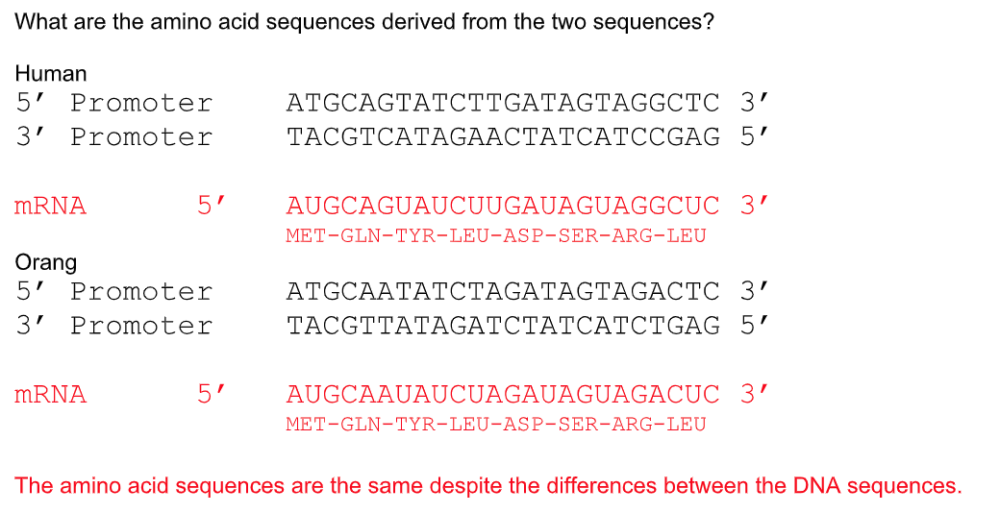 What are the amino acid sequences derived from the two sequences?
Human
5′ Promoter ATGCAGTATCTTGATAGTAGGCTC 3′
3′ Promoter TACGTCATAGAACTATCATCCGAG 5′
mRNA 5′ AUGCAGUAUCUUGAUAGUAGGCUC 3′
MET-GLN-TYR-LEU-ASP-SER-ARG-LEU
Orang
5′ Promoter ATGCAATATCTAGATAGTAGACTC 3′
3′ Promoter TACGTTATAGATCTATCATCTGAG 5′
mRNA 5′ AUGCAAUAUCUAGAUAGUAGACUC 3′
MET-GLN-TYR-LEU-ASP-SER-ARG-LEU
The amino acid sequences are the same despite the differences between the DNA sequences.